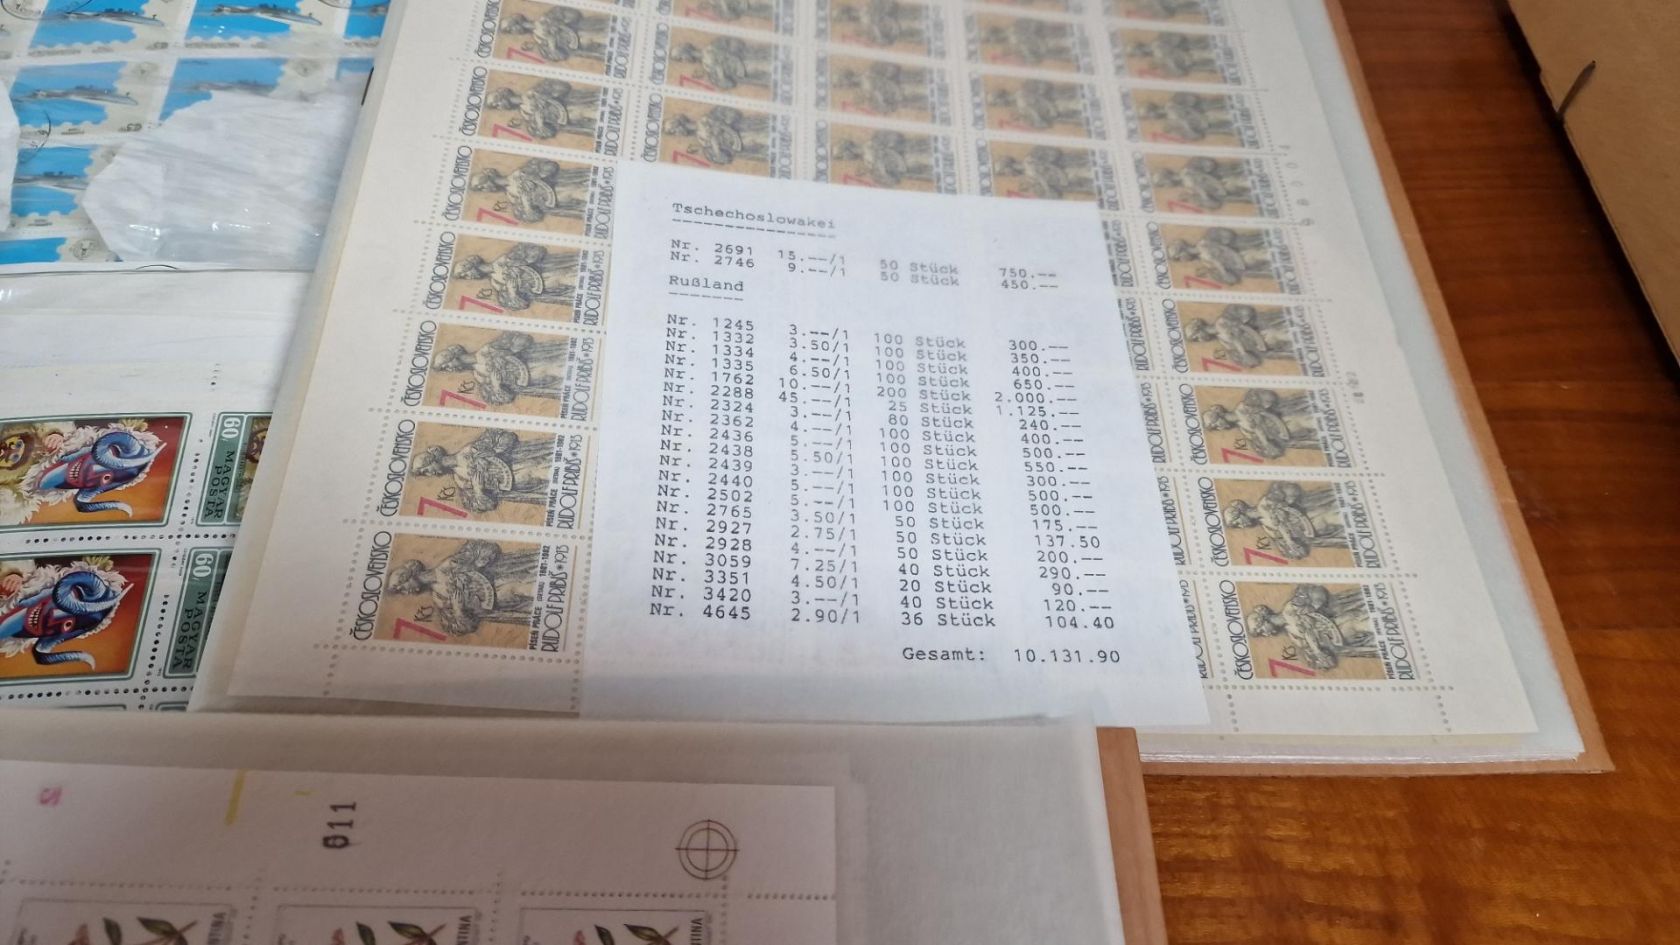 Tschechoslowakei
----------------
Nr. 2691 15.--/1 50 Stück 750.--
Nr. 2746 9.--/1 50 Stück 450.--
Rußland
-------
Nr. 1245 3.--/1 100 Stück 300.--
Nr. 1332 3.50/1 100 Stück 350.--
Nr. 1334 4.--/1 100 Stück 400.--
Nr. 1335 6.50/1 100 Stück 650.--
Nr. 1762 10.--/1 200 Stück 2.000.--
Nr. 2288 45.--/1 25 Stück 1.125.--
Nr. 2324 3.--/1 80 Stück 240.--
Nr. 2362 4.--/1 100 Stück 400.--
Nr. 2436 5.--/1 100 Stück 500.--
Nr. 2438 5.50/1 100 Stück 550.--
Nr. 2439 3.--/1 100 Stück 300.--
Nr. 2440 5.--/1 100 Stück 500.--
Nr. 2502 5.--/1 100 Stück 500.--
Nr. 2765 3.50/1 50 Stück 175.--
Nr. 2927 2.75/1 50 Stück 137.50
Nr. 2928 4.--/1 50 Stück 200.--
Nr. 3059 7.25/1 40 Stück 290.--
Nr. 3351 4.50/1 20 Stück 90.--
Nr. 3420 3.--/1 40 Stück 120.--
Nr. 4645 2.90/1 36 Stück 104.40
Gesamt: 10.131.90
ČESKOSLOVENSKO
7 Kčs
RUDOLF PRIBIŠ *1913
60
MAGYAR
POSTA
60
MAGYAR
POSTA
011